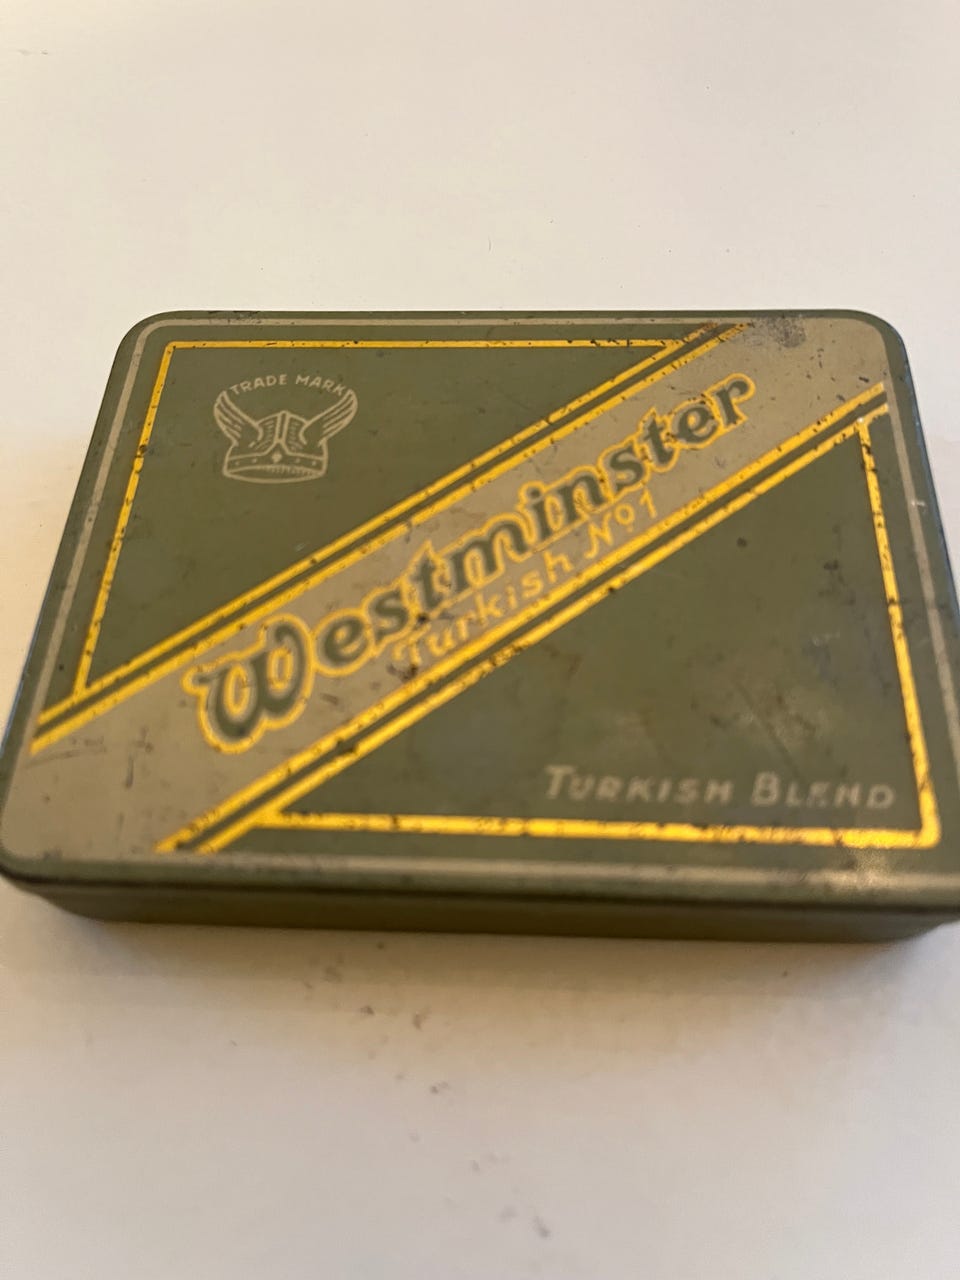 TRADE MARK
Westminster
Turkish Nº1
TURKISH BLEND